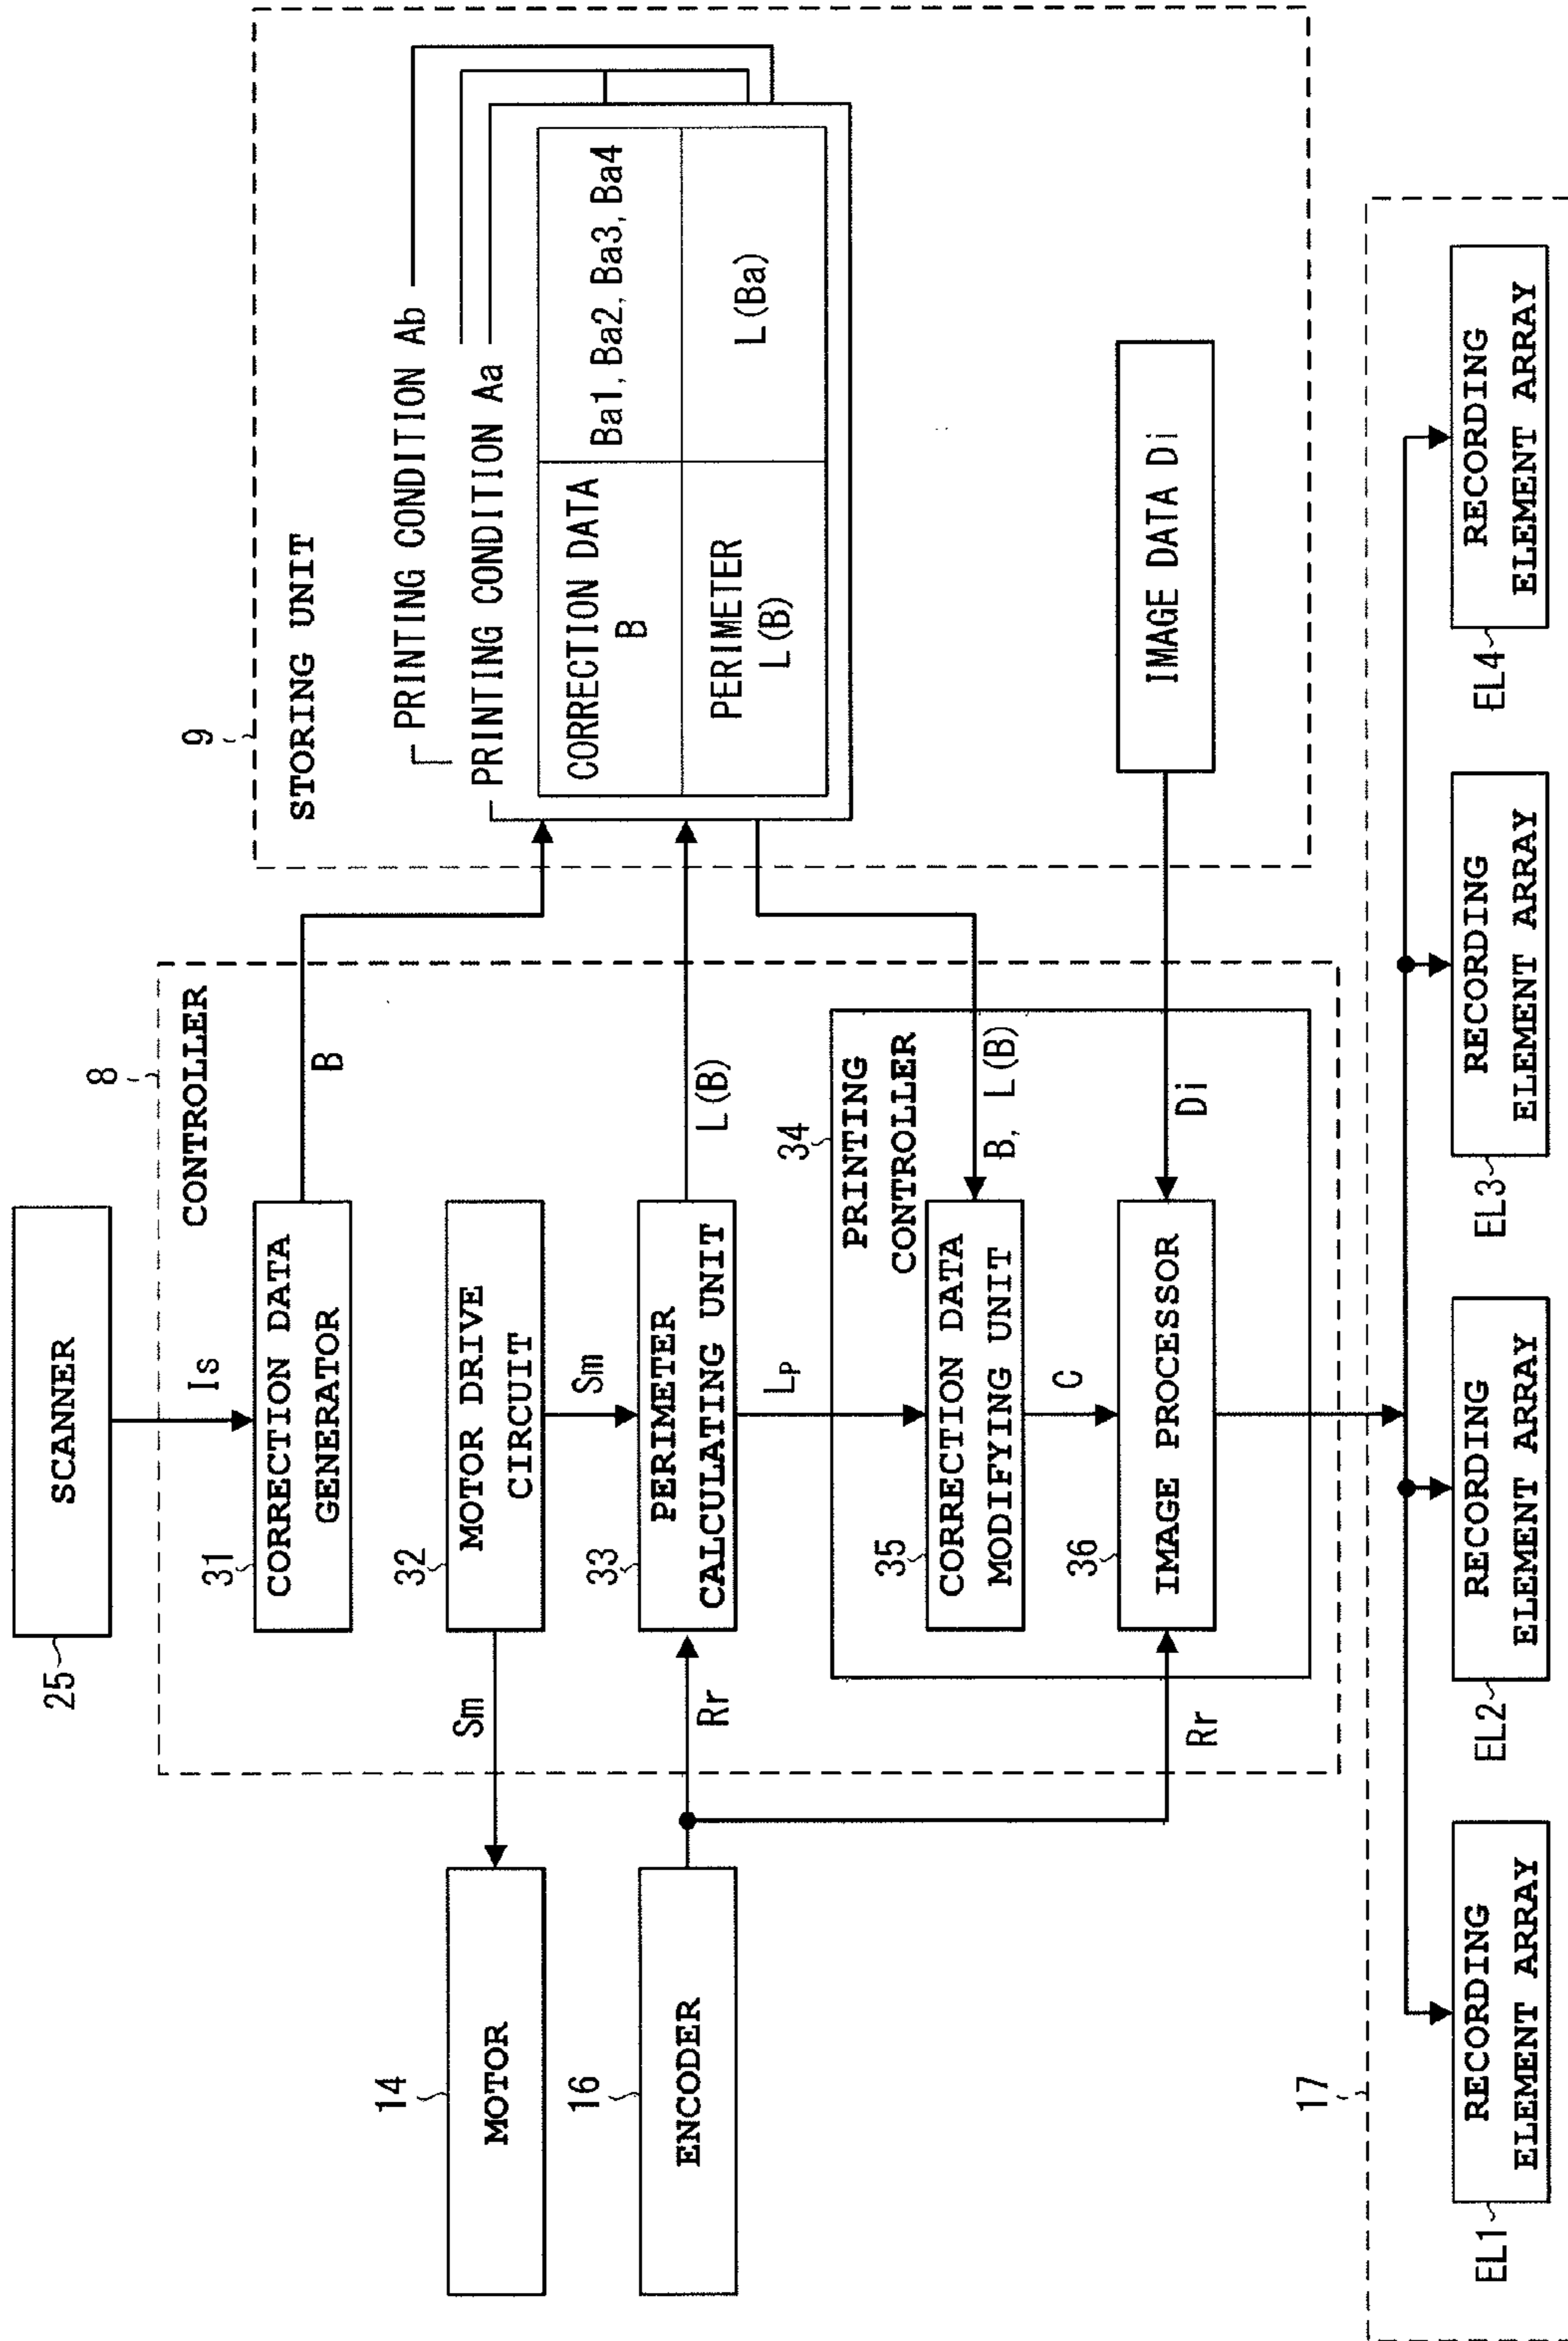 25
SCANNER
Is
8
CONTROLLER
31
CORRECTION DATA
GENERATOR
B
32
MOTOR DRIVE
CIRCUIT
Sm
Sm
14
MOTOR
33
PERIMETER
CALCULATING UNIT
L(B)
16
ENCODER
Rr
Rr
LP
34
PRINTING
CONTROLLER
35
CORRECTION DATA
MODIFYING UNIT
B, L(B)
C
36
IMAGE PROCESSOR
Di
9
STORING UNIT
PRINTING CONDITION Ab
PRINTING CONDITION Aa
CORRECTION DATA
B
Ba1, Ba2, Ba3, Ba4
PERIMETER
L(B)
L(Ba)
IMAGE DATA Di
17
EL1
RECORDING
ELEMENT ARRAY
EL2
RECORDING
ELEMENT ARRAY
EL3
RECORDING
ELEMENT ARRAY
EL4
RECORDING
ELEMENT ARRAY